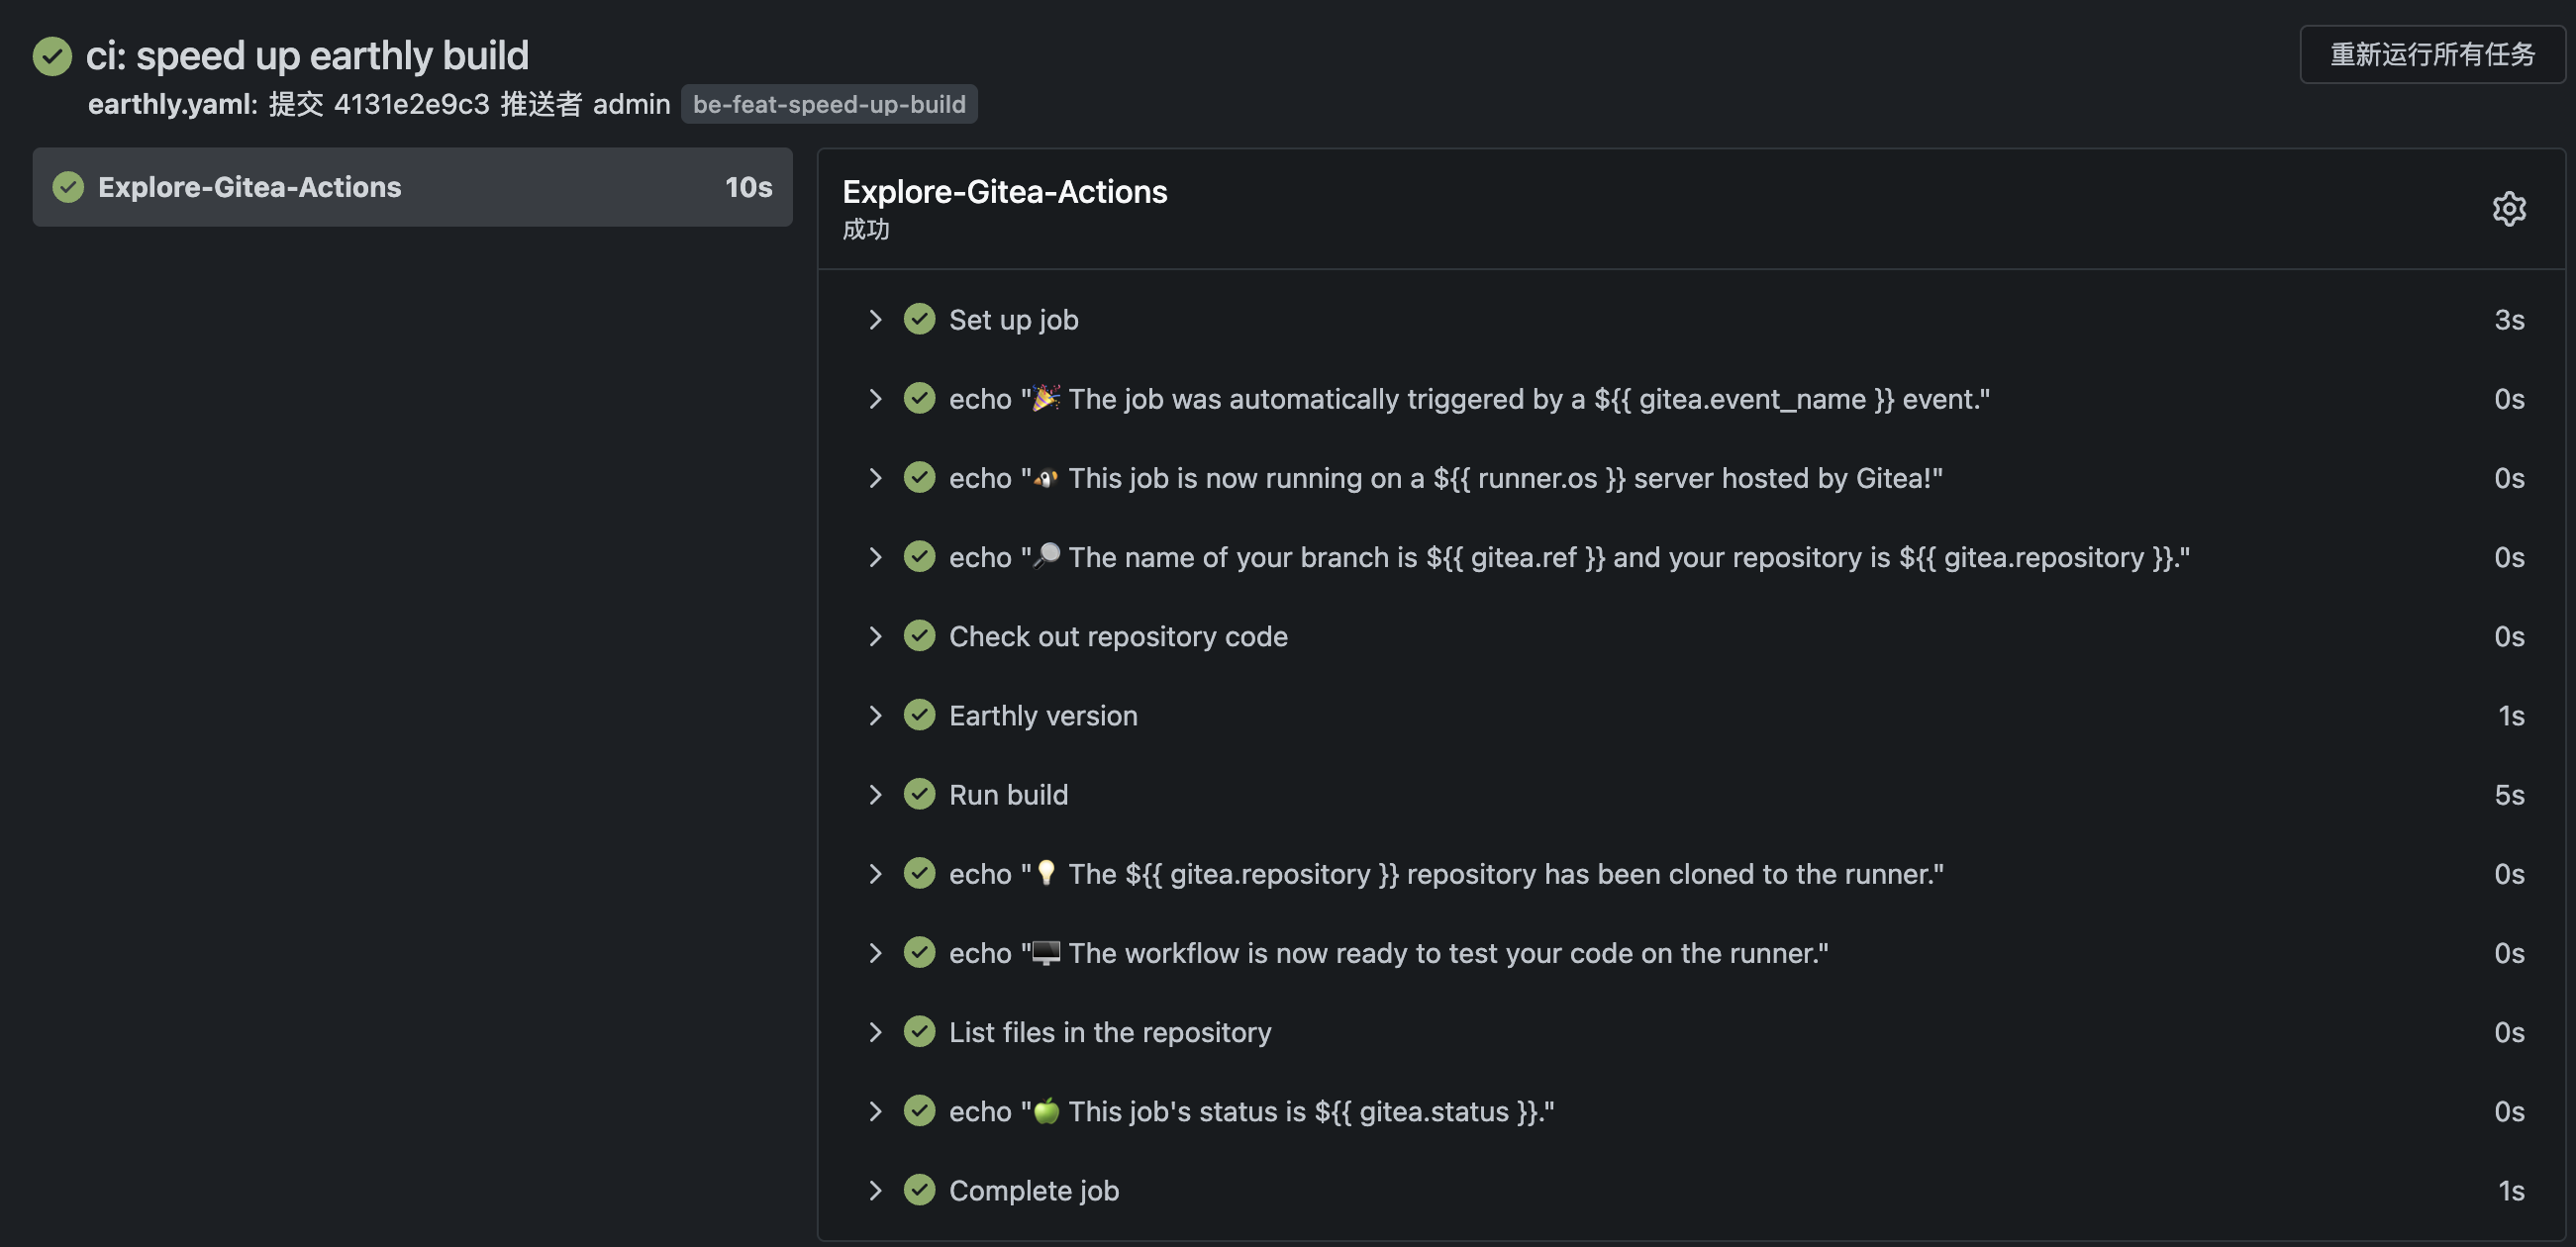 ci: speed up earthly build
重新运行所有任务
earthly.yaml: 提交 4131e2e9c3 推送者 admin be-feat-speed-up-build
Explore-Gitea-Actions 10s
Explore-Gitea-Actions
成功
Set up job 3s
echo "🎉 The job was automatically triggered by a ${{ gitea.event_name }} event." 0s
echo "🐧 This job is now running on a ${{ runner.os }} server hosted by Gitea!" 0s
echo "🔎 The name of your branch is ${{ gitea.ref }} and your repository is ${{ gitea.repository }}." 0s
Check out repository code 0s
Earthly version 1s
Run build 5s
echo "💡 The ${{ gitea.repository }} repository has been cloned to the runner." 0s
echo "🖥️ The workflow is now ready to test your code on the runner." 0s
List files in the repository 0s
echo "🍏 This job's status is ${{ gitea.status }}." 0s
Complete job 1s